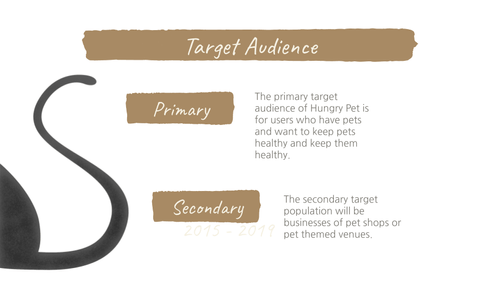 Target Audience
Primary
The primary target
audience of Hungry Pet is
for users who have pets
and want to keep pets
healthy and keep them
healthy.
Secondary
2015 - 2019
The secondary target
population will be
businesses of pet shops or
pet themed venues.